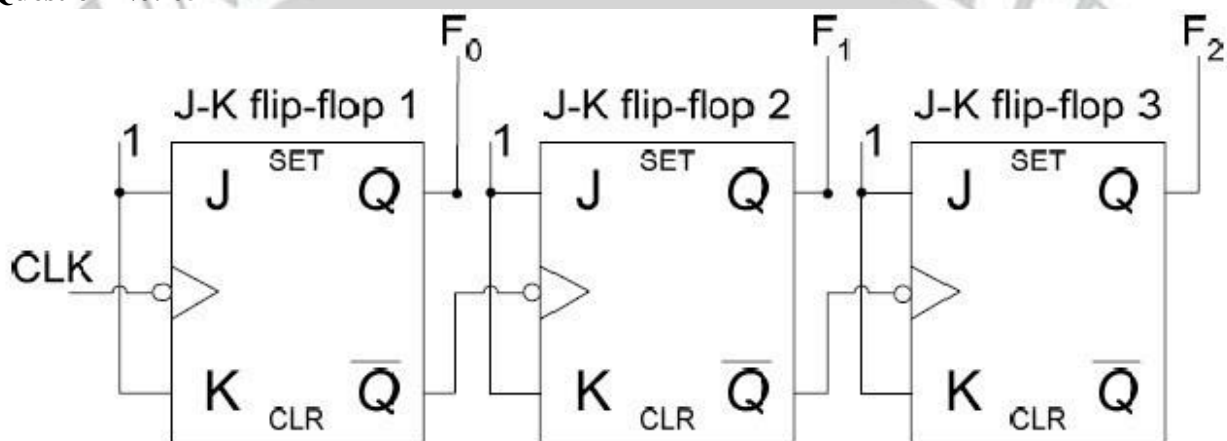 F0 F1 F2
J-K flip-flop 1 J-K flip-flop 2 J-K flip-flop 3
1 1 1
SET SET SET
J Q J Q J Q
CLK
K Q̅ K Q̅ K Q̅
CLR CLR CLR